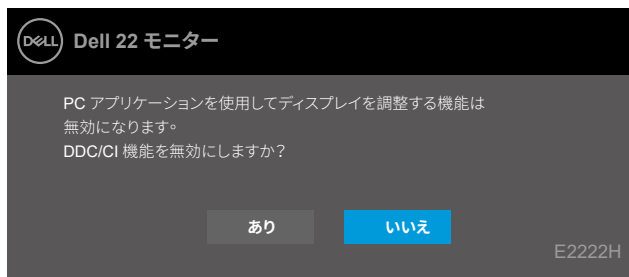 DELL Dell 22 モニター
PC アプリケーションを使用してディスプレイを調整する機能は
無効になります。
DDC/CI 機能を無効にしますか？
あり いいえ
E2222H